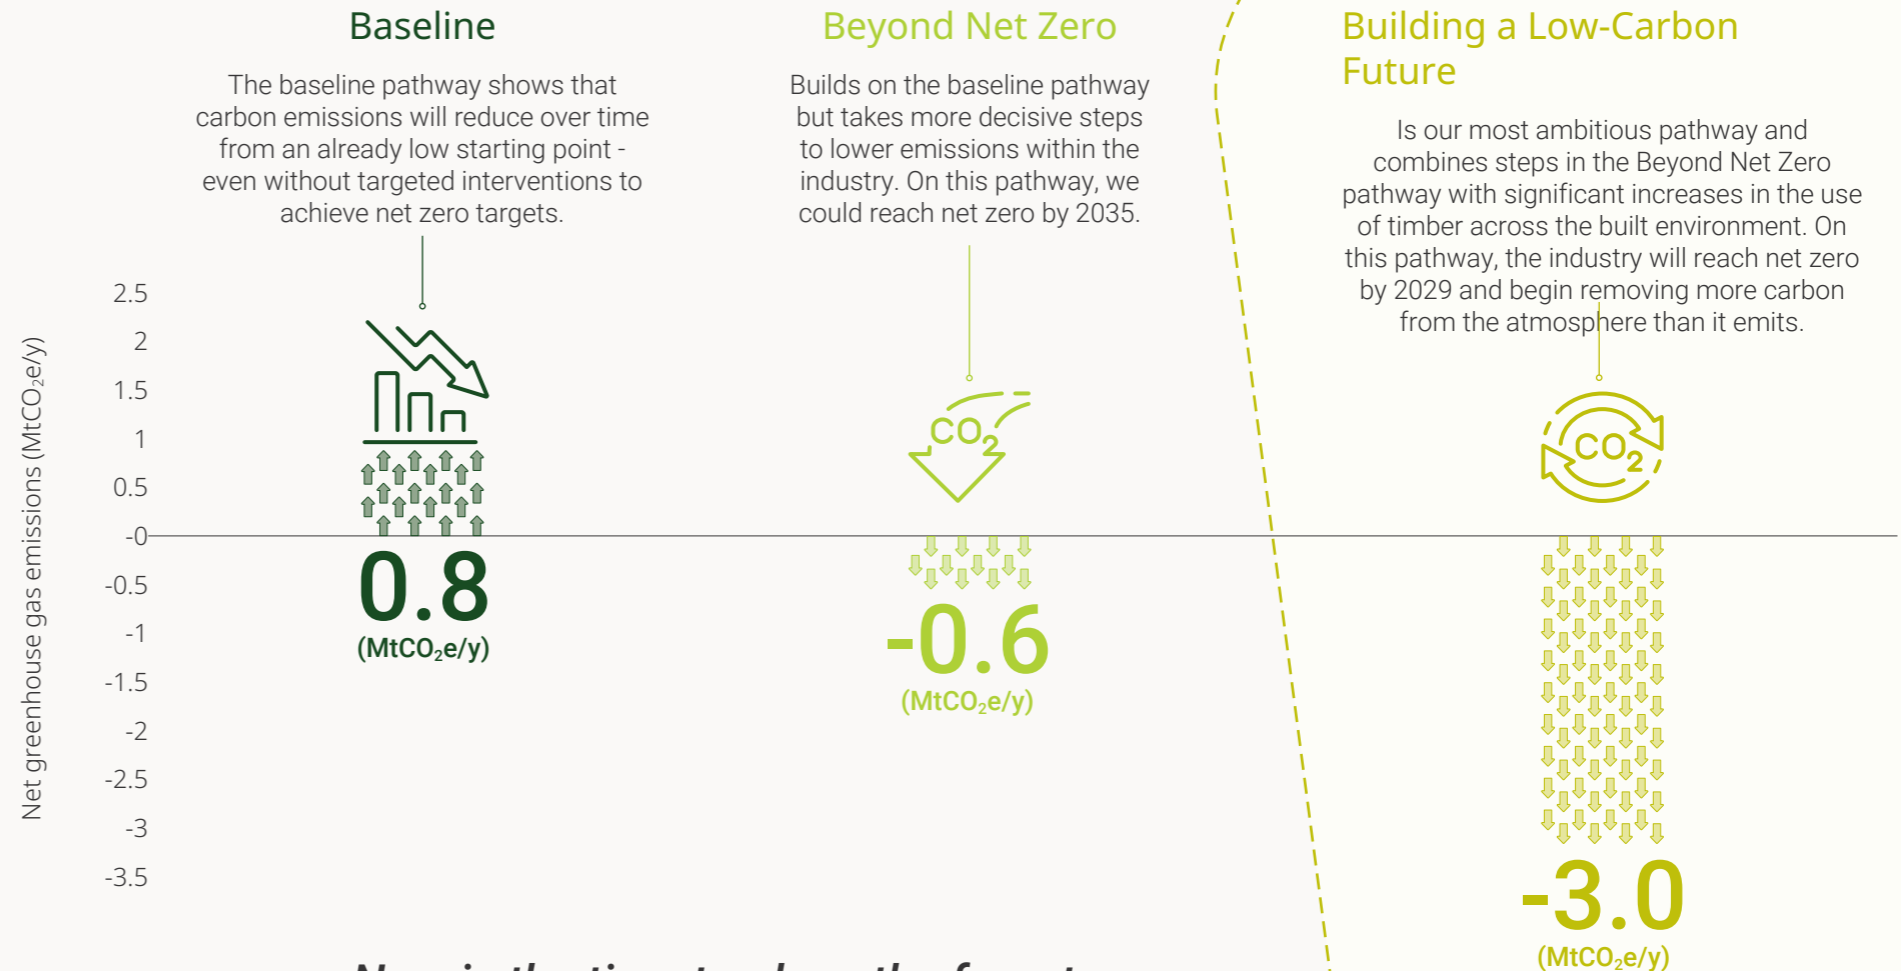 Baseline
The baseline pathway shows that
carbon emissions will reduce over time
from an already low starting point -
even without targeted interventions to
achieve net zero targets.
Beyond Net Zero
Builds on the baseline pathway
but takes more decisive steps
to lower emissions within the
industry. On this pathway, we
could reach net zero by 2035.
Building a Low-Carbon
Future
Is our most ambitious pathway and
combines steps in the Beyond Net Zero
pathway with significant increases in the use
of timber across the built environment. On
this pathway, the industry will reach net zero
by 2029 and begin removing more carbon
from the atmosphere than it emits.
Net greenhouse gas emissions (MtCO₂e/y)
2.5
2
1.5
1
0.5
-0
-0.5
-1
-1.5
-2
-2.5
-3
-3.5
0.8
(MtCO₂e/y)
CO₂
-0.6
(MtCO₂e/y)
CO₂
-3.0
(MtCO₂e/y)